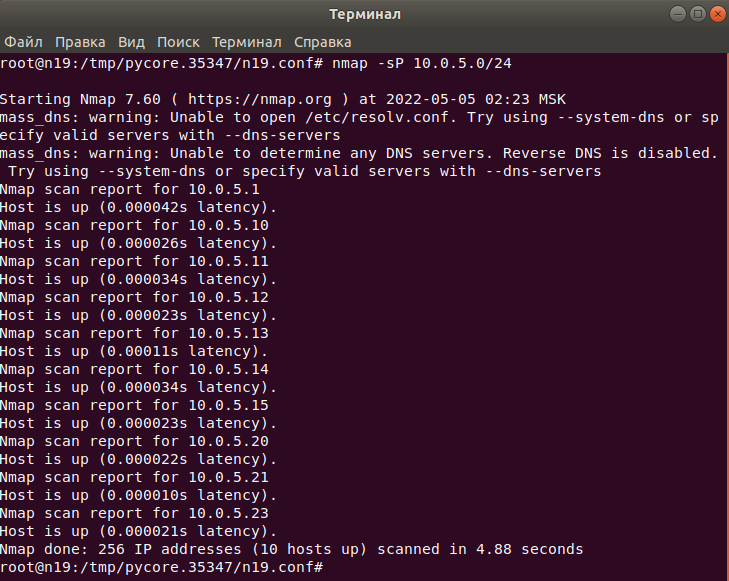 Терминал
Файл Правка Вид Поиск Терминал Справка
root@n19:/tmp/pycore.35347/n19.conf# nmap -sP 10.0.5.0/24
Starting Nmap 7.60 ( https://nmap.org ) at 2022-05-05 02:23 MSK
mass_dns: warning: Unable to open /etc/resolv.conf. Try using --system-dns or sp
ecify valid servers with --dns-servers
mass_dns: warning: Unable to determine any DNS servers. Reverse DNS is disabled.
 Try using --system-dns or specify valid servers with --dns-servers
Nmap scan report for 10.0.5.1
Host is up (0.000042s latency).
Nmap scan report for 10.0.5.10
Host is up (0.000026s latency).
Nmap scan report for 10.0.5.11
Host is up (0.000034s latency).
Nmap scan report for 10.0.5.12
Host is up (0.000023s latency).
Nmap scan report for 10.0.5.13
Host is up (0.00011s latency).
Nmap scan report for 10.0.5.14
Host is up (0.000034s latency).
Nmap scan report for 10.0.5.15
Host is up (0.000023s latency).
Nmap scan report for 10.0.5.20
Host is up (0.000022s latency).
Nmap scan report for 10.0.5.21
Host is up (0.000010s latency).
Nmap scan report for 10.0.5.23
Host is up (0.000021s latency).
Nmap done: 256 IP addresses (10 hosts up) scanned in 4.88 seconds
root@n19:/tmp/pycore.35347/n19.conf#